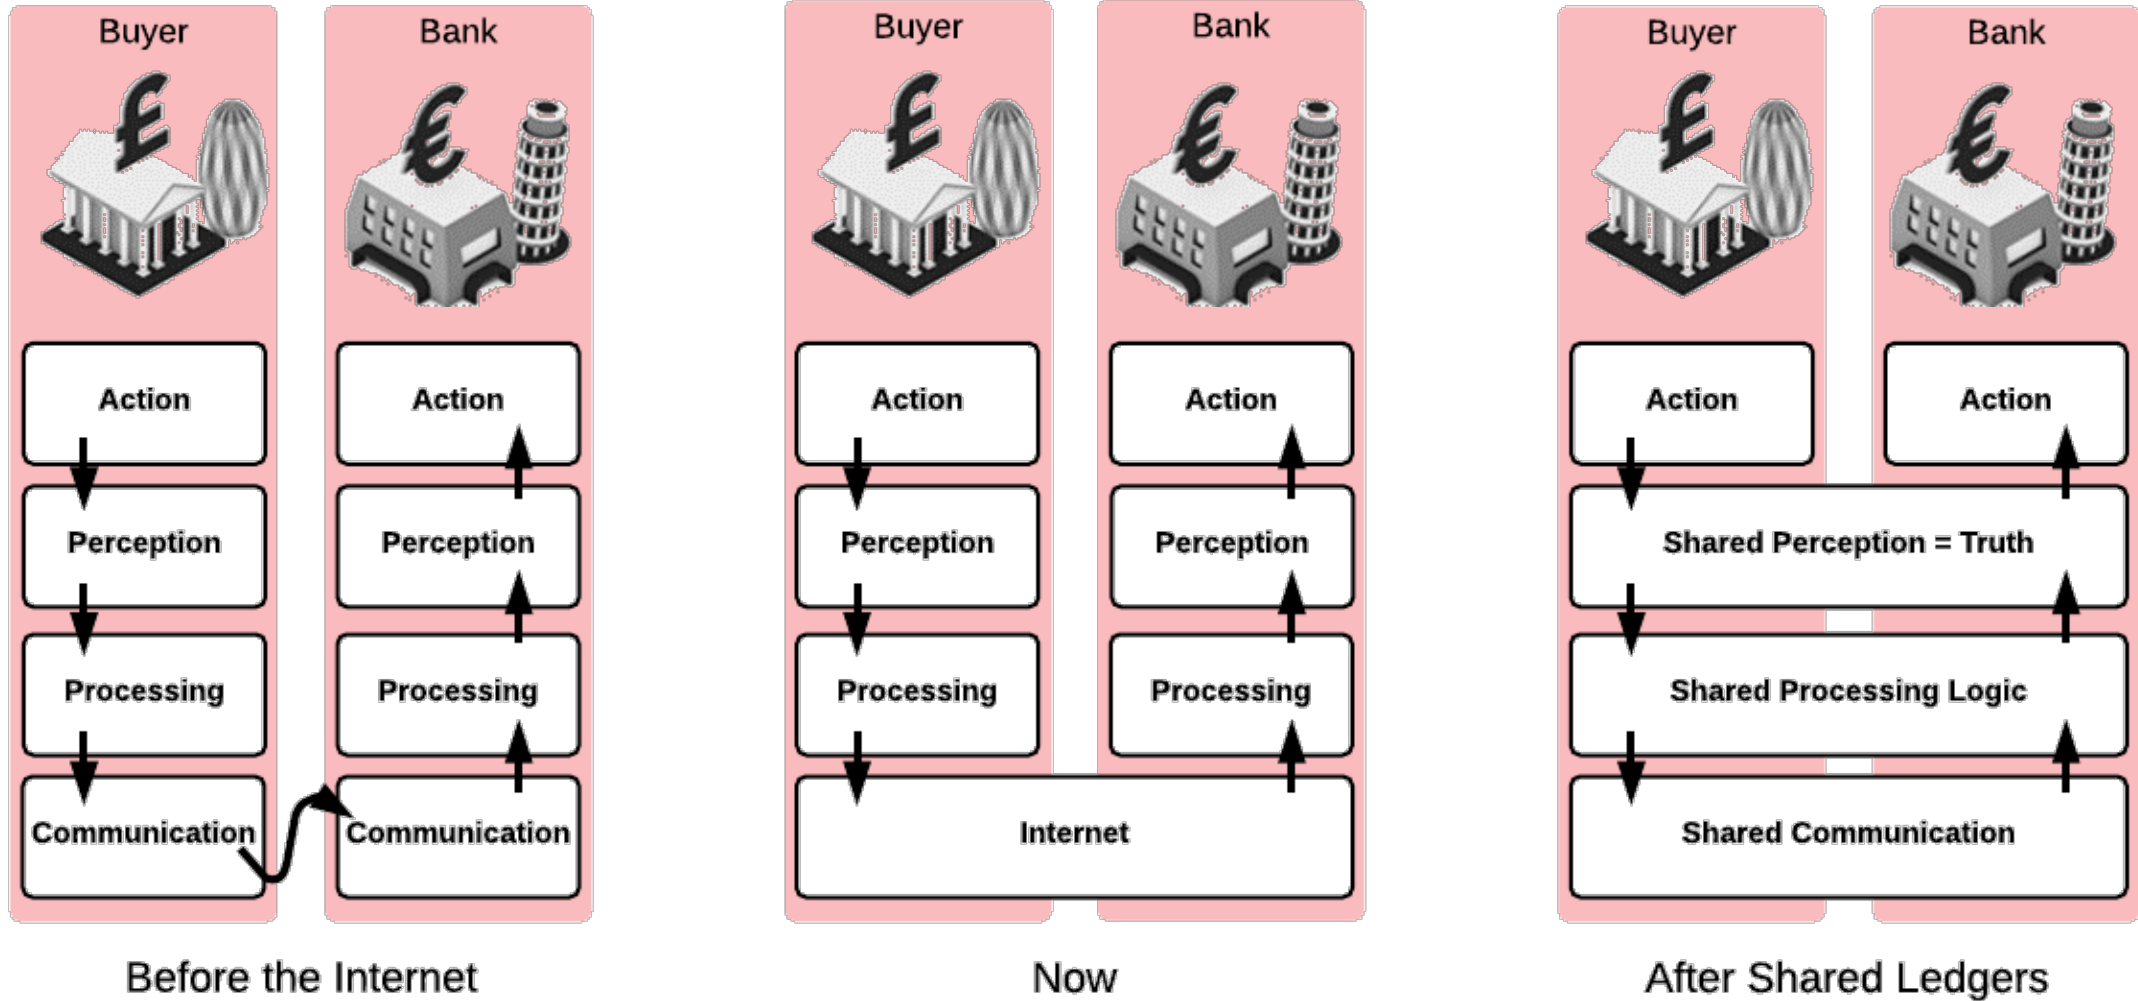 Buyer
Bank
£
€
Action
Action
Perception
Perception
Processing
Processing
Communication
Communication
Before the Internet
Buyer
Bank
£
€
Action
Action
Perception
Perception
Processing
Processing
Internet
Now
Buyer
Bank
£
€
Action
Action
Shared Perception = Truth
Shared Processing Logic
Shared Communication
After Shared Ledgers